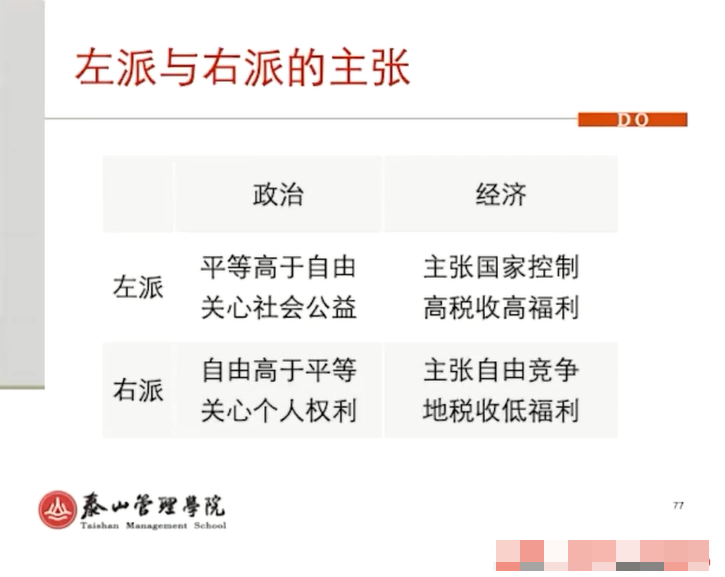 左派与右派的主张
DO
政治 经济
左派
平等高于自由
关心社会公益
主张国家控制
高税收高福利
右派
自由高于平等
关心个人权利
主张自由竞争
地税收低福利
泰山管理學院
Taishan Management School
77